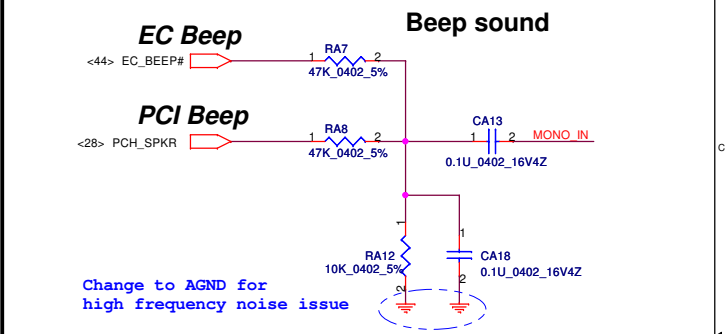 Beep sound
EC Beep
<44> EC_BEEP#
1 RA7 2
47K_0402_5%
PCI Beep
<28> PCH_SPKR
1 RA8 2
47K_0402_5%
CA13
1 2 MONO_IN
0.1U_0402_16V4Z
C
1
RA12
10K_0402_5%
2
1
CA18
0.1U_0402_16V4Z
2
Change to AGND for
high frequency noise issue